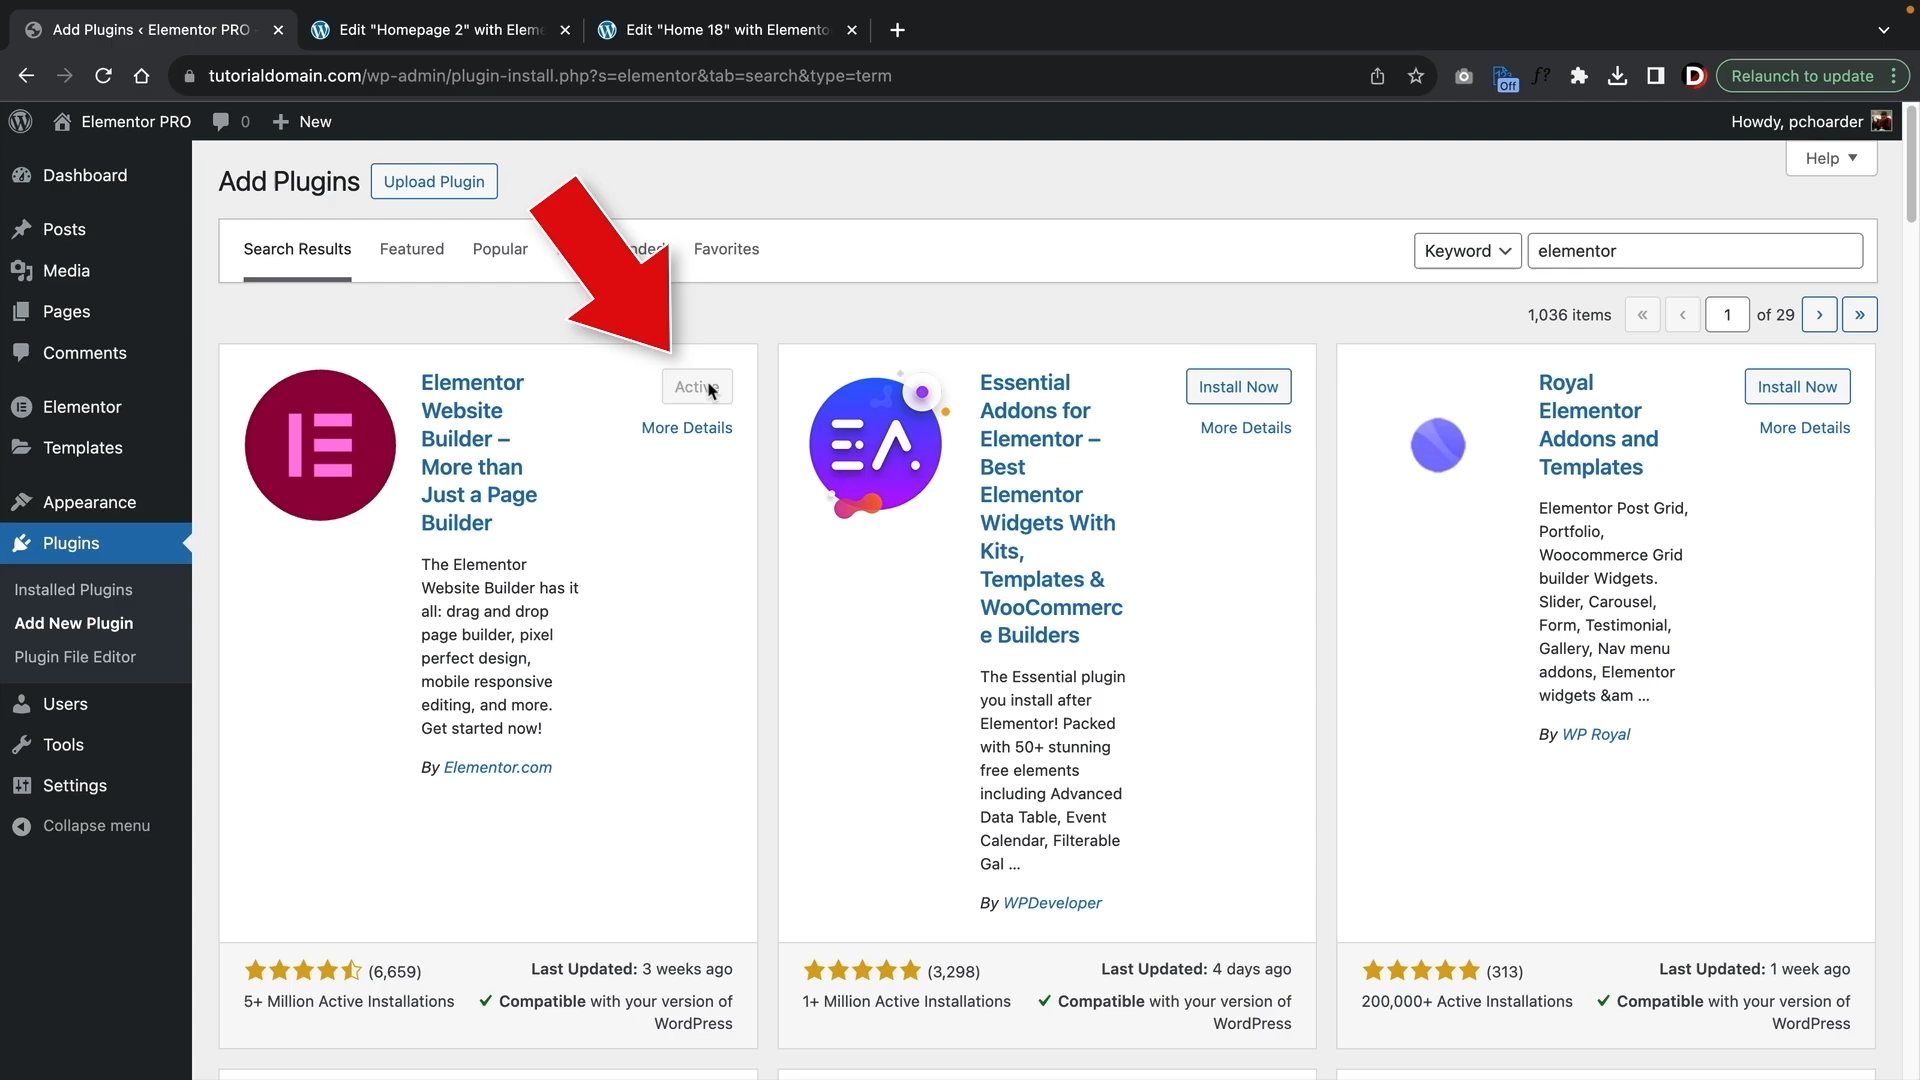 Add Plugins ‹ Elementor PRO
Edit "Homepage 2" with Eleme
Edit "Home 18" with Elemento
tutorialdomain.com/wp-admin/plugin-install.php?s=elementor&tab=search&type=term
Off
f?
D
Relaunch to update
Elementor PRO
0
New
Howdy, pchoarder
Dashboard
Posts
Media
Pages
Comments
Elementor
Templates
Appearance
Plugins
Installed Plugins
Add New Plugin
Plugin File Editor
Users
Tools
Settings
Collapse menu
Help
Add Plugins
Upload Plugin
Search Results
Featured
Popular
Favorites
Keyword
elementor
1,036 items
«
‹
1
of 29
›
»
Elementor
Website
Builder –
More than
Just a Page
Builder
Active
More Details
The Elementor
Website Builder has it
all: drag and drop
page builder, pixel
perfect design,
mobile responsive
editing, and more.
Get started now!
By Elementor.com
(6,659)
5+ Million Active Installations
Last Updated: 3 weeks ago
Compatible with your version of
WordPress
Essential
Addons for
Elementor –
Best
Elementor
Widgets With
Kits,
Templates &
WooCommerc
e Builders
Install Now
More Details
The Essential plugin
you install after
Elementor! Packed
with 50+ stunning
free elements
including Advanced
Data Table, Event
Calendar, Filterable
Gal ...
By WPDeveloper
(3,298)
1+ Million Active Installations
Last Updated: 4 days ago
Compatible with your version of
WordPress
Royal
Elementor
Addons and
Templates
Install Now
More Details
Elementor Post Grid,
Portfolio,
Woocommerce Grid
builder Widgets.
Slider, Carousel,
Form, Testimonial,
Gallery, Nav menu
addons, Elementor
widgets &am ...
By WP Royal
(313)
200,000+ Active Installations
Last Updated: 1 week ago
Compatible with your version of
WordPress